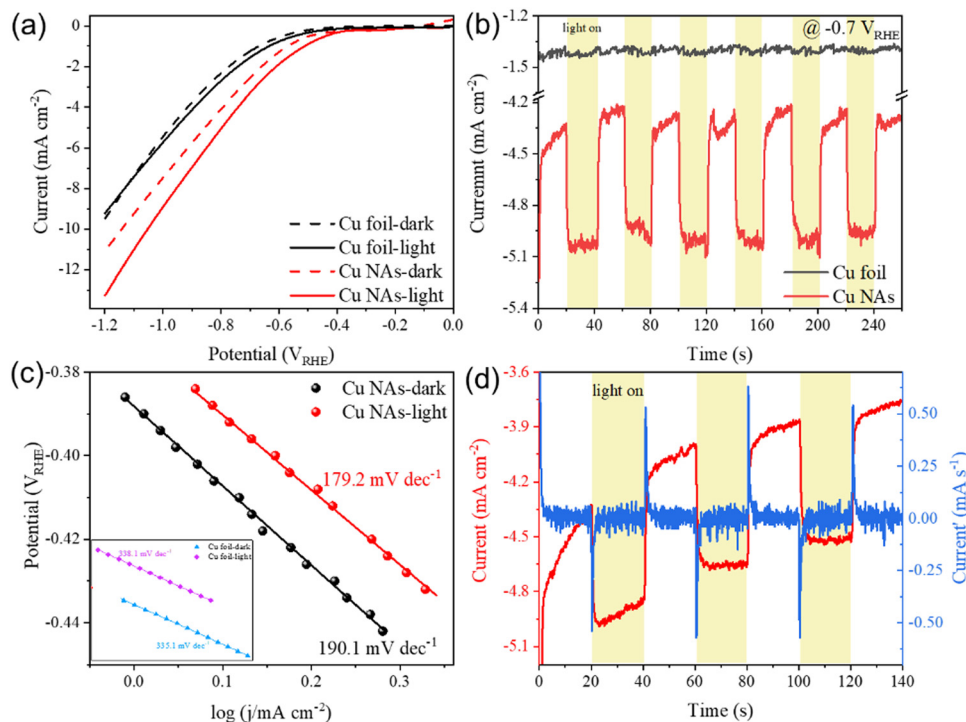 (a)
0
-2
-4
-6
-8
-10
-12
Current (mA cm⁻²)
Cu foil-dark
Cu foil-light
Cu NAs-dark
Cu NAs-light
-1.2
-1.0
-0.8
-0.6
-0.4
-0.2
0.0
Potential (V_RHE)
(b)
-1.2
-1.5
-4.2
-4.5
-4.8
-5.1
-5.4
Curremnt (mA cm⁻²)
light on
@ -0.7 V_RHE
Cu foil
Cu NAs
0
40
80
120
160
200
240
Time (s)
(c)
-0.38
-0.40
-0.42
-0.44
Potential (V_RHE)
Cu NAs-dark
Cu NAs-light
179.2 mV dec⁻¹
190.1 mV dec⁻¹
338.1 mV dec⁻¹
Cu foil-dark
Cu foil-light
335.1 mV dec⁻¹
0.0
0.1
0.2
0.3
log (j/mA cm⁻²)
(d)
-3.6
-3.9
-4.2
-4.5
-4.8
-5.1
Current (mA cm⁻²)
light on
0.50
0.25
0.00
-0.25
-0.50
Current' (mA s⁻¹)
0
20
40
60
80
100
120
140
Time (s)